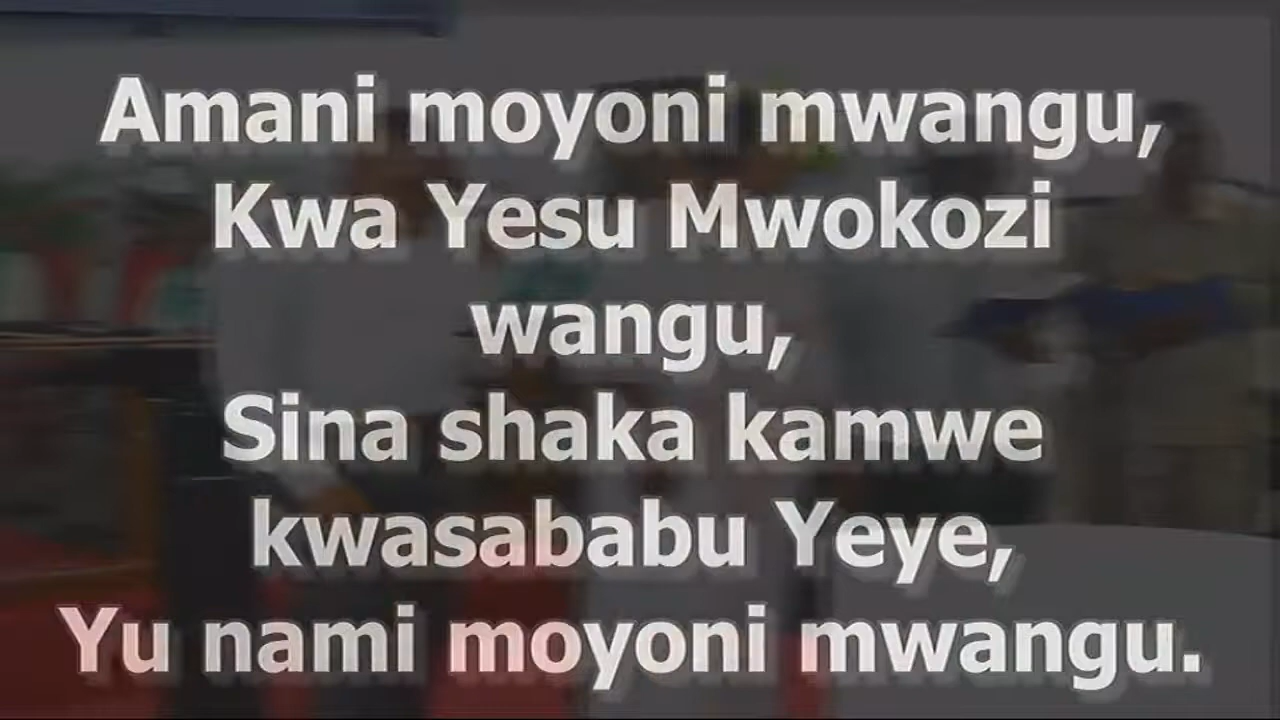 Amani moyoni mwangu,
Kwa Yesu Mwokozi
wangu,
Sina shaka kamwe
kwasababu Yeye,
Yu nami moyoni mwangu.